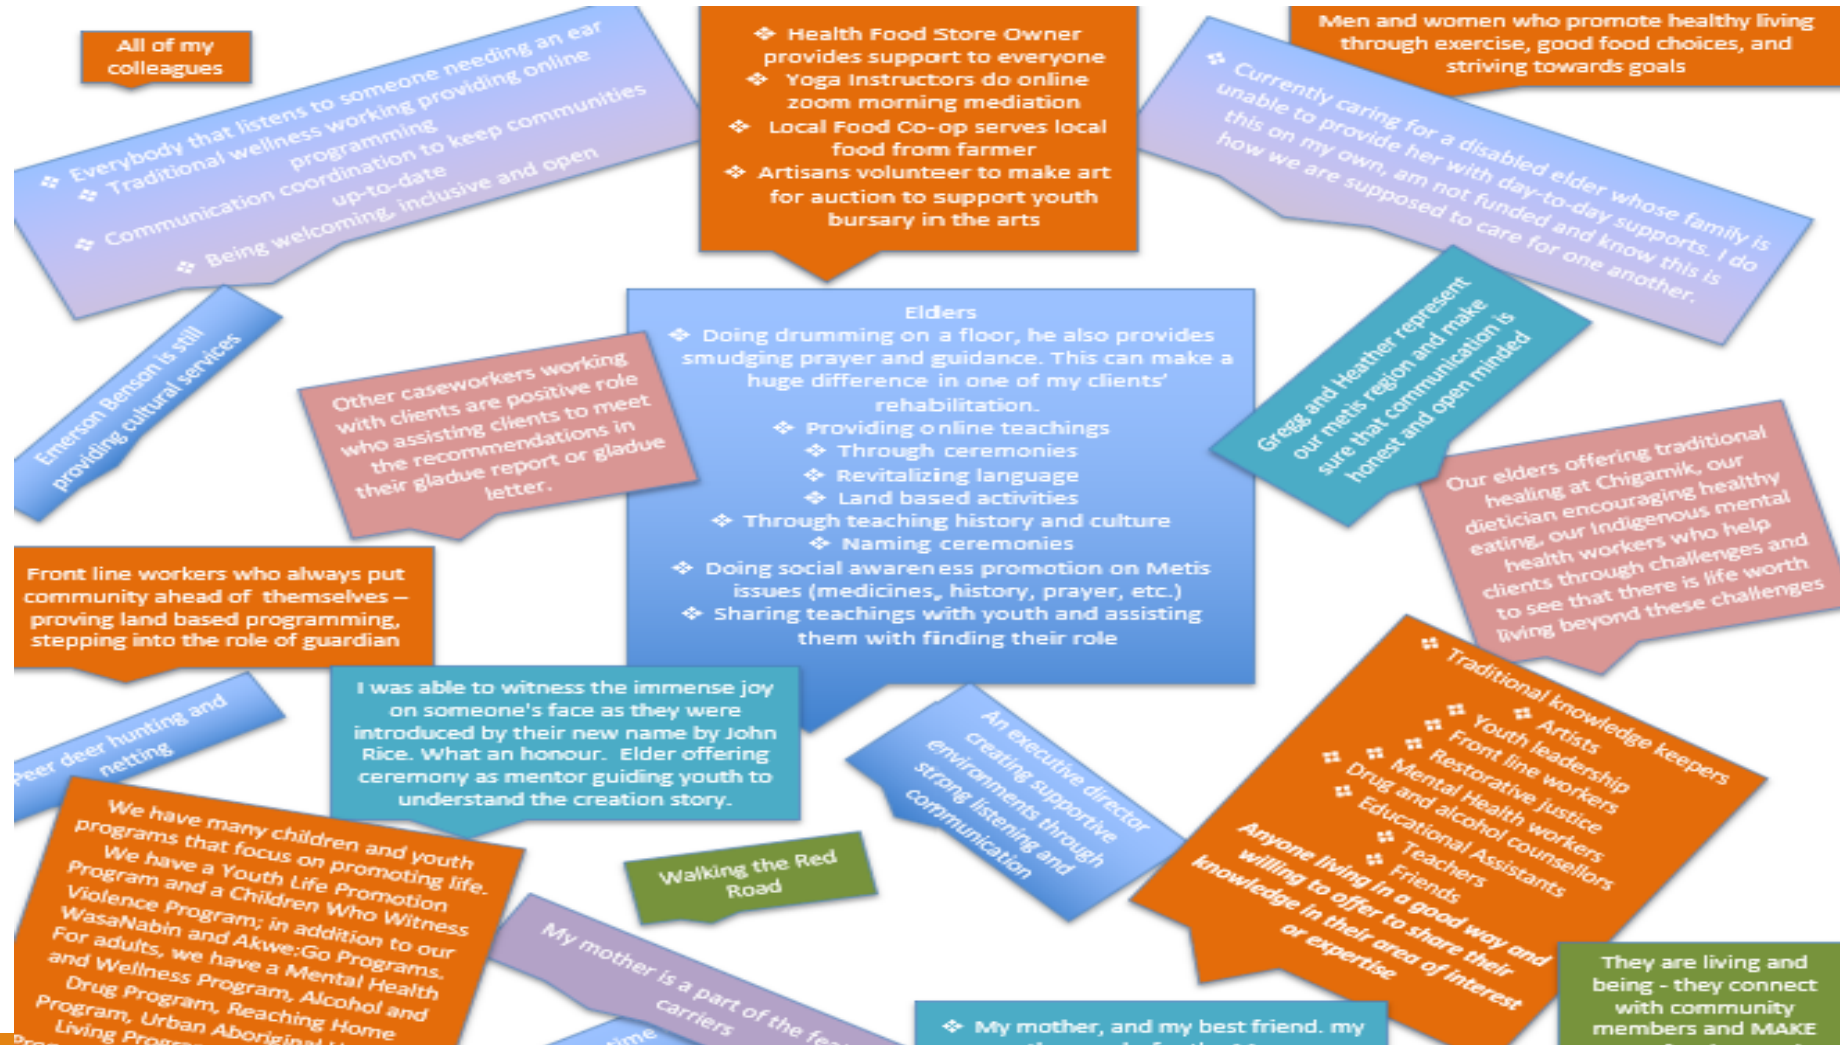 All of my
colleagues
❖ Everybody that listens to someone needing an ear
❖ Traditional wellness working providing online
programming
❖ Communication coordination to keep communities
up-to-date
❖ Being welcoming, inclusive and open
❖ Health Food Store Owner
provides support to everyone
❖ Yoga Instructors do online
zoom morning mediation
❖ Local Food Co-op serves local
food from farmer
❖ Artisans volunteer to make art
for auction to support youth
bursary in the arts
Men and women who promote healthy living
through exercise, good food choices, and
striving towards goals
❖ Currently caring for a disabled elder whose family is
unable to provide her with day-to-day supports. I do
this on my own, am not funded and know this is
how we are supposed to care for one another.
Emerson Benson is still
providing cultural services
Other caseworkers working
with clients are positive role
who assisting clients to meet
the recommendations in
their gladue report or gladue
letter.
Elders
❖ Doing drumming on a floor, he also provides
smudging prayer and guidance. This can make a
huge difference in one of my clients’
rehabilitation.
❖ Providing online teachings
❖ Through ceremonies
❖ Revitalizing language
❖ Land based activities
❖ Through teaching history and culture
❖ Naming ceremonies
❖ Doing social awareness promotion on Metis
issues (medicines, history, prayer, etc.)
❖ Sharing teachings with youth and assisting
them with finding their role
Gregg and Heather represent
our metis region and make
sure that communication is
honest and open minded
Our elders offering traditional
healing at Chigamik, our
dietician encouraging healthy
eating, our Indigenous mental
health workers who help
clients through challenges and
to see that there is life worth
living beyond these challenges
Front line workers who always put
community ahead of themselves –
proving land based programming,
stepping into the role of guardian
Peer deer hunting and
netting
I was able to witness the immense joy
on someone's face as they were
introduced by their new name by John
Rice. What an honour. Elder offering
ceremony as mentor guiding youth to
understand the creation story.
An executive director
creating supportive
environments through
strong listening and
communication
❖ Traditional knowledge keepers
❖ Artists
❖ Youth leadership
❖ Front line workers
❖ Restorative justice
❖ Mental Health workers
❖ Drug and alcohol counsellors
❖ Educational Assistants
❖ Teachers
❖ Friends
Anyone living in a good way and
willing to offer to share their
knowledge in their area of interest
or expertise
We have many children and youth
programs that focus on promoting life.
We have a Youth Life Promotion
Program and a Children Who Witness
Violence Program; in addition to our
WasaNabin and Akwe:Go Programs.
For adults, we have a Mental Health
and Wellness Program, Alcohol and
Drug Program, Reaching Home
Program, Urban Aboriginal
Living
Walking the Red
Road
My mother is a part of the
carriers
time
❖ My mother, and my best friend. my
They are living and
being - they connect
with community
members and MAKE